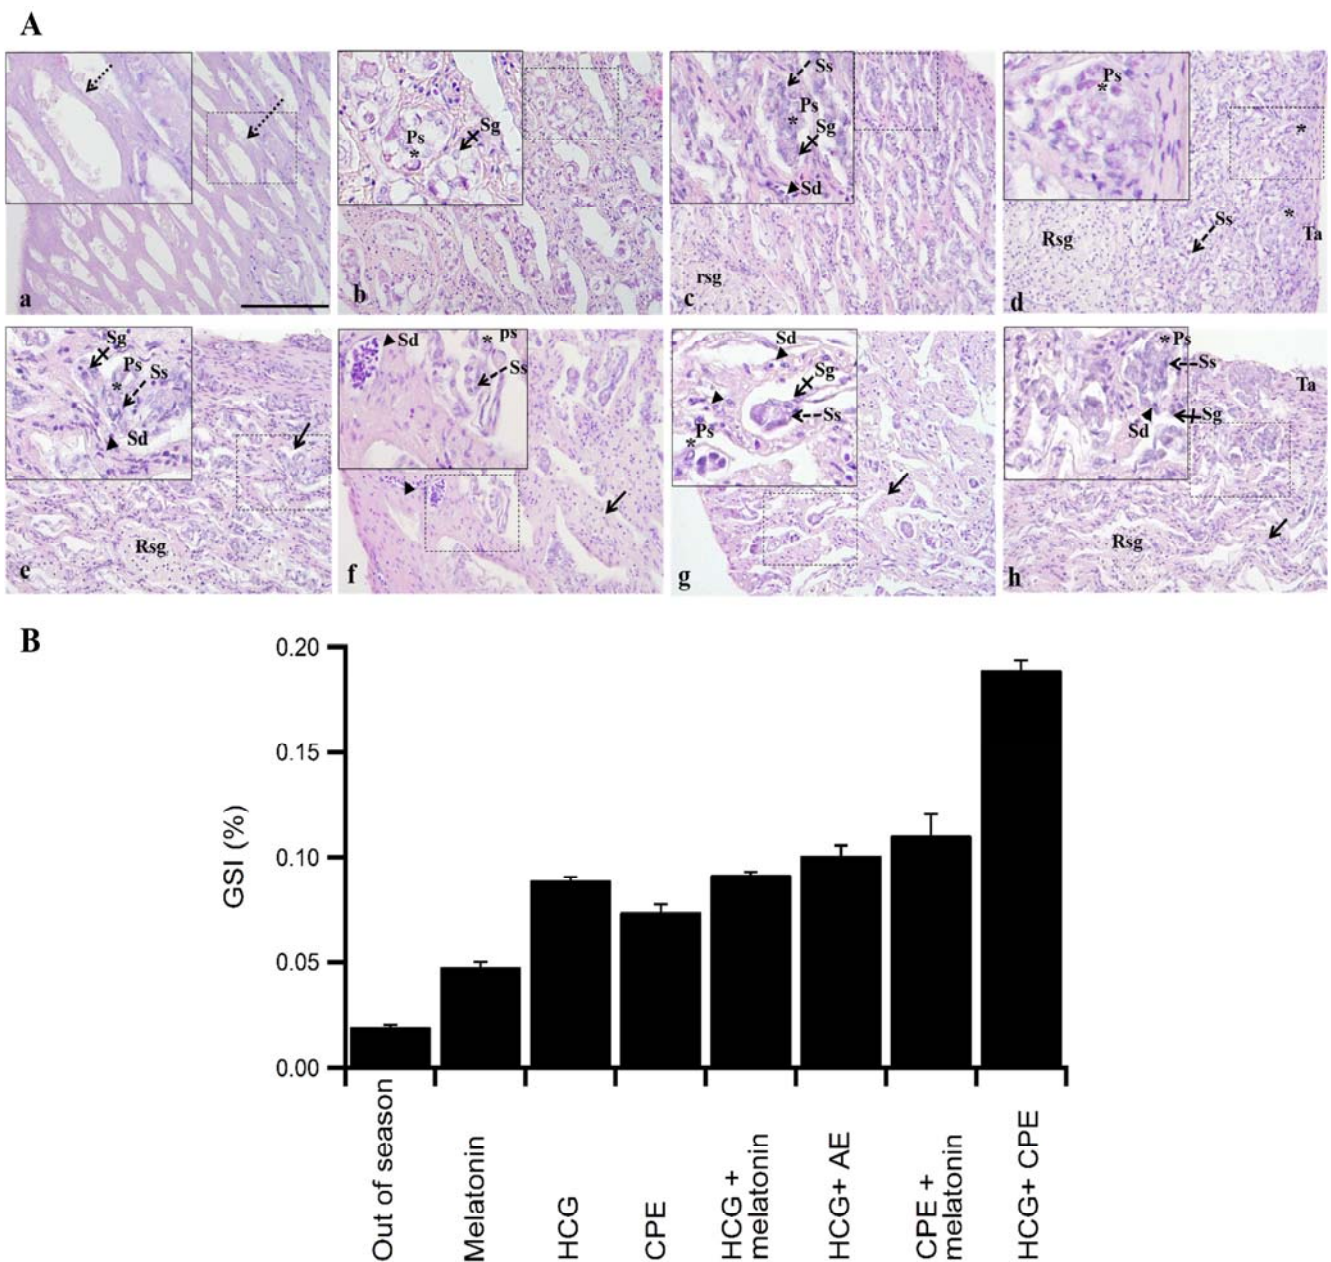 A
a
b
Ps
*
Sg
c
Ss
Ps
*
Sg
Sd
rsg
d
Ps
*
*
Ss
*
Rsg
Ta
e
Sg
Ps
Ss
*
Sd
Rsg
f
Sd
* ps
Ss
g
Sd
Sg
Ss
Ps
*
h
* Ps
Ss
Sd
Sg
Ta
Rsg
B
GSI (%)
0.20
0.15
0.10
0.05
0.00
Out of season
Melatonin
HCG
CPE
HCG +
melatonin
HCG+ AE
CPE +
melatonin
HCG+ CPE